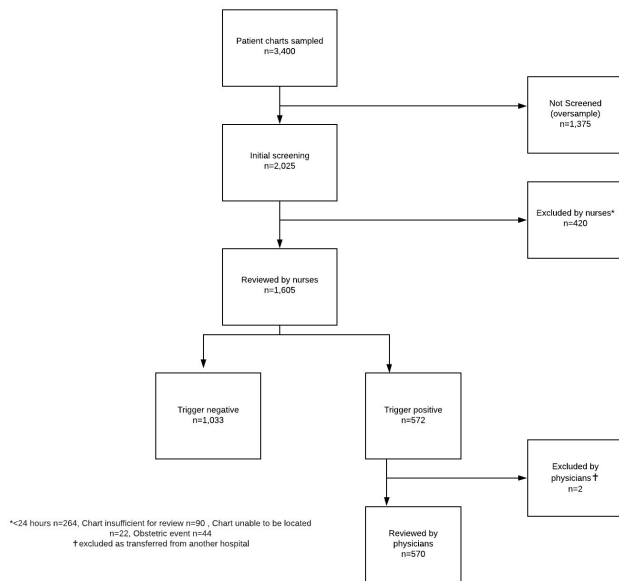 Patient charts sampled
n=3,400
Not Screened
(oversample)
n=1,375
Initial screening
n=2,025
Excluded by nurses*
n=420
Reviewed by nurses
n=1,605
Trigger negative
n=1,033
Trigger positive
n=572
Excluded by
physicians✝
n=2
Reviewed by
physicians
n=570
*<24 hours n=264, Chart insufficient for review n=90 , Chart unable to be located
n=22, Obstetric event n=44
✝excluded as transferred from another hospital